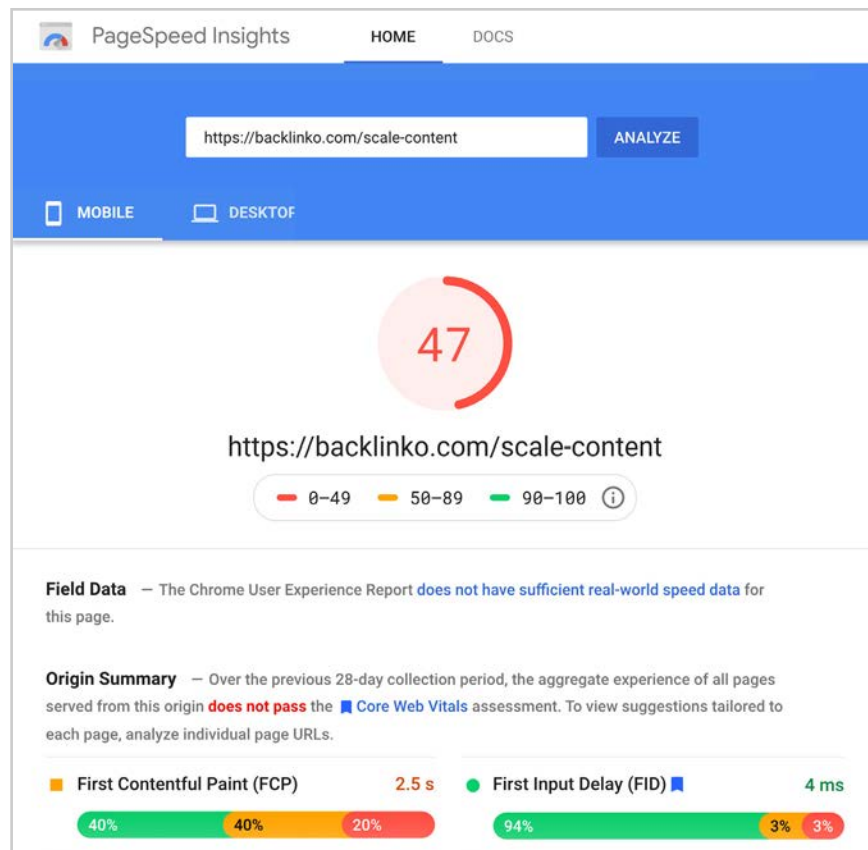 PageSpeed Insights HOME DOCS
https://backlinko.com/scale-content ANALYZE
MOBILE DESKTOP
47
https://backlinko.com/scale-content
0–49 50–89 90–100
Field Data — The Chrome User Experience Report does not have sufficient real-world speed data for
this page.
Origin Summary — Over the previous 28-day collection period, the aggregate experience of all pages
served from this origin does not pass the Core Web Vitals assessment. To view suggestions tailored to
each page, analyze individual page URLs.
First Contentful Paint (FCP) 2.5 s First Input Delay (FID) 4 ms
40% 40% 20% 94% 3% 3%